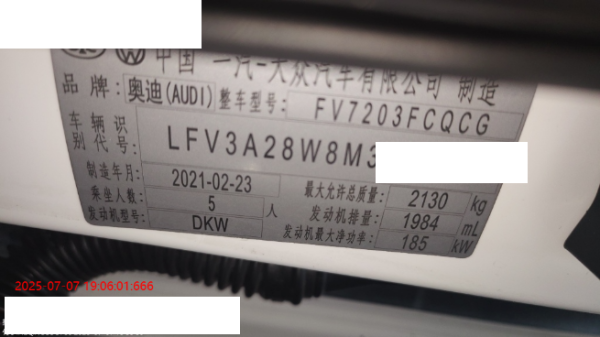 中国 一汽-大众汽车有限公司 制造
品牌: 奥迪(AUDI) 整车型号: FV7203FCQCG
车辆识别代号: LFV3A28W8M3
制造年月: 2021-02-23 最大允许总质量: 2130 kg
乘坐人数: 5 人 发动机排量: 1984 mL
发动机型号: DKW 发动机最大净功率: 185 kW
2025-07-07 19:06:01:666